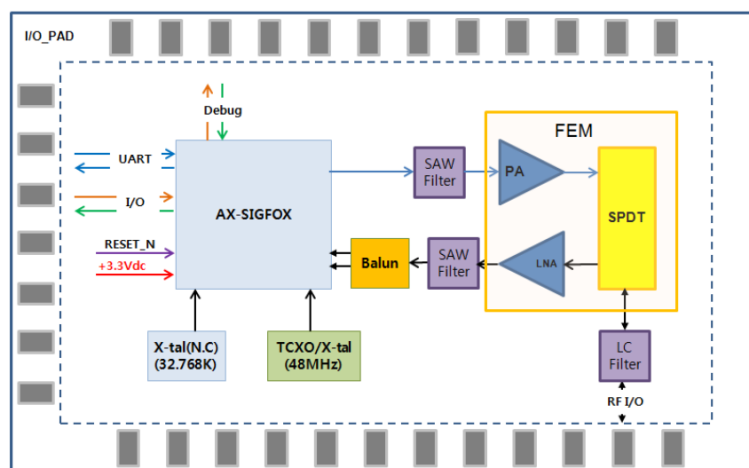 I/O_PAD
Debug
FEM
UART
SAW
Filter
PA
I/O
AX-SIGFOX
SPDT
RESET_N
+3.3Vdc
Balun
SAW
Filter
LNA
X-tal(N.C)
(32.768K)
TCXO/X-tal
(48MHz)
LC
Filter
RF I/O